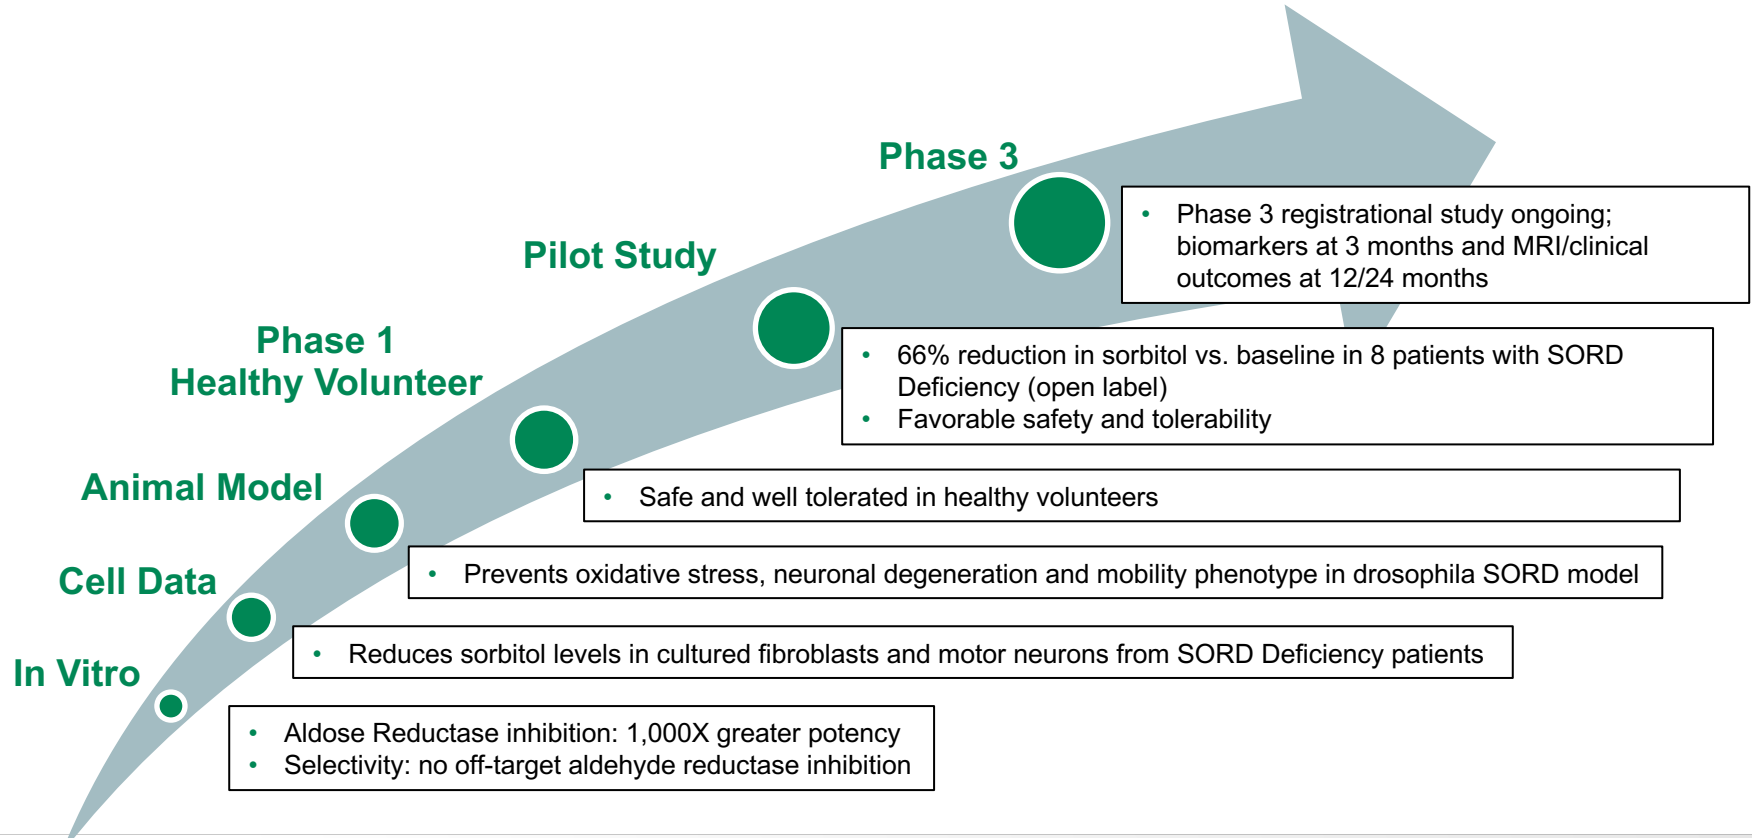 Phase 3
• Phase 3 registrational study ongoing;
biomarkers at 3 months and MRI/clinical
outcomes at 12/24 months
Pilot Study
• 66% reduction in sorbitol vs. baseline in 8 patients with SORD
Deficiency (open label)
• Favorable safety and tolerability
Phase 1
Healthy Volunteer
• Safe and well tolerated in healthy volunteers
Animal Model
• Prevents oxidative stress, neuronal degeneration and mobility phenotype in drosophila SORD model
Cell Data
• Reduces sorbitol levels in cultured fibroblasts and motor neurons from SORD Deficiency patients
In Vitro
• Aldose Reductase inhibition: 1,000X greater potency
• Selectivity: no off-target aldehyde reductase inhibition